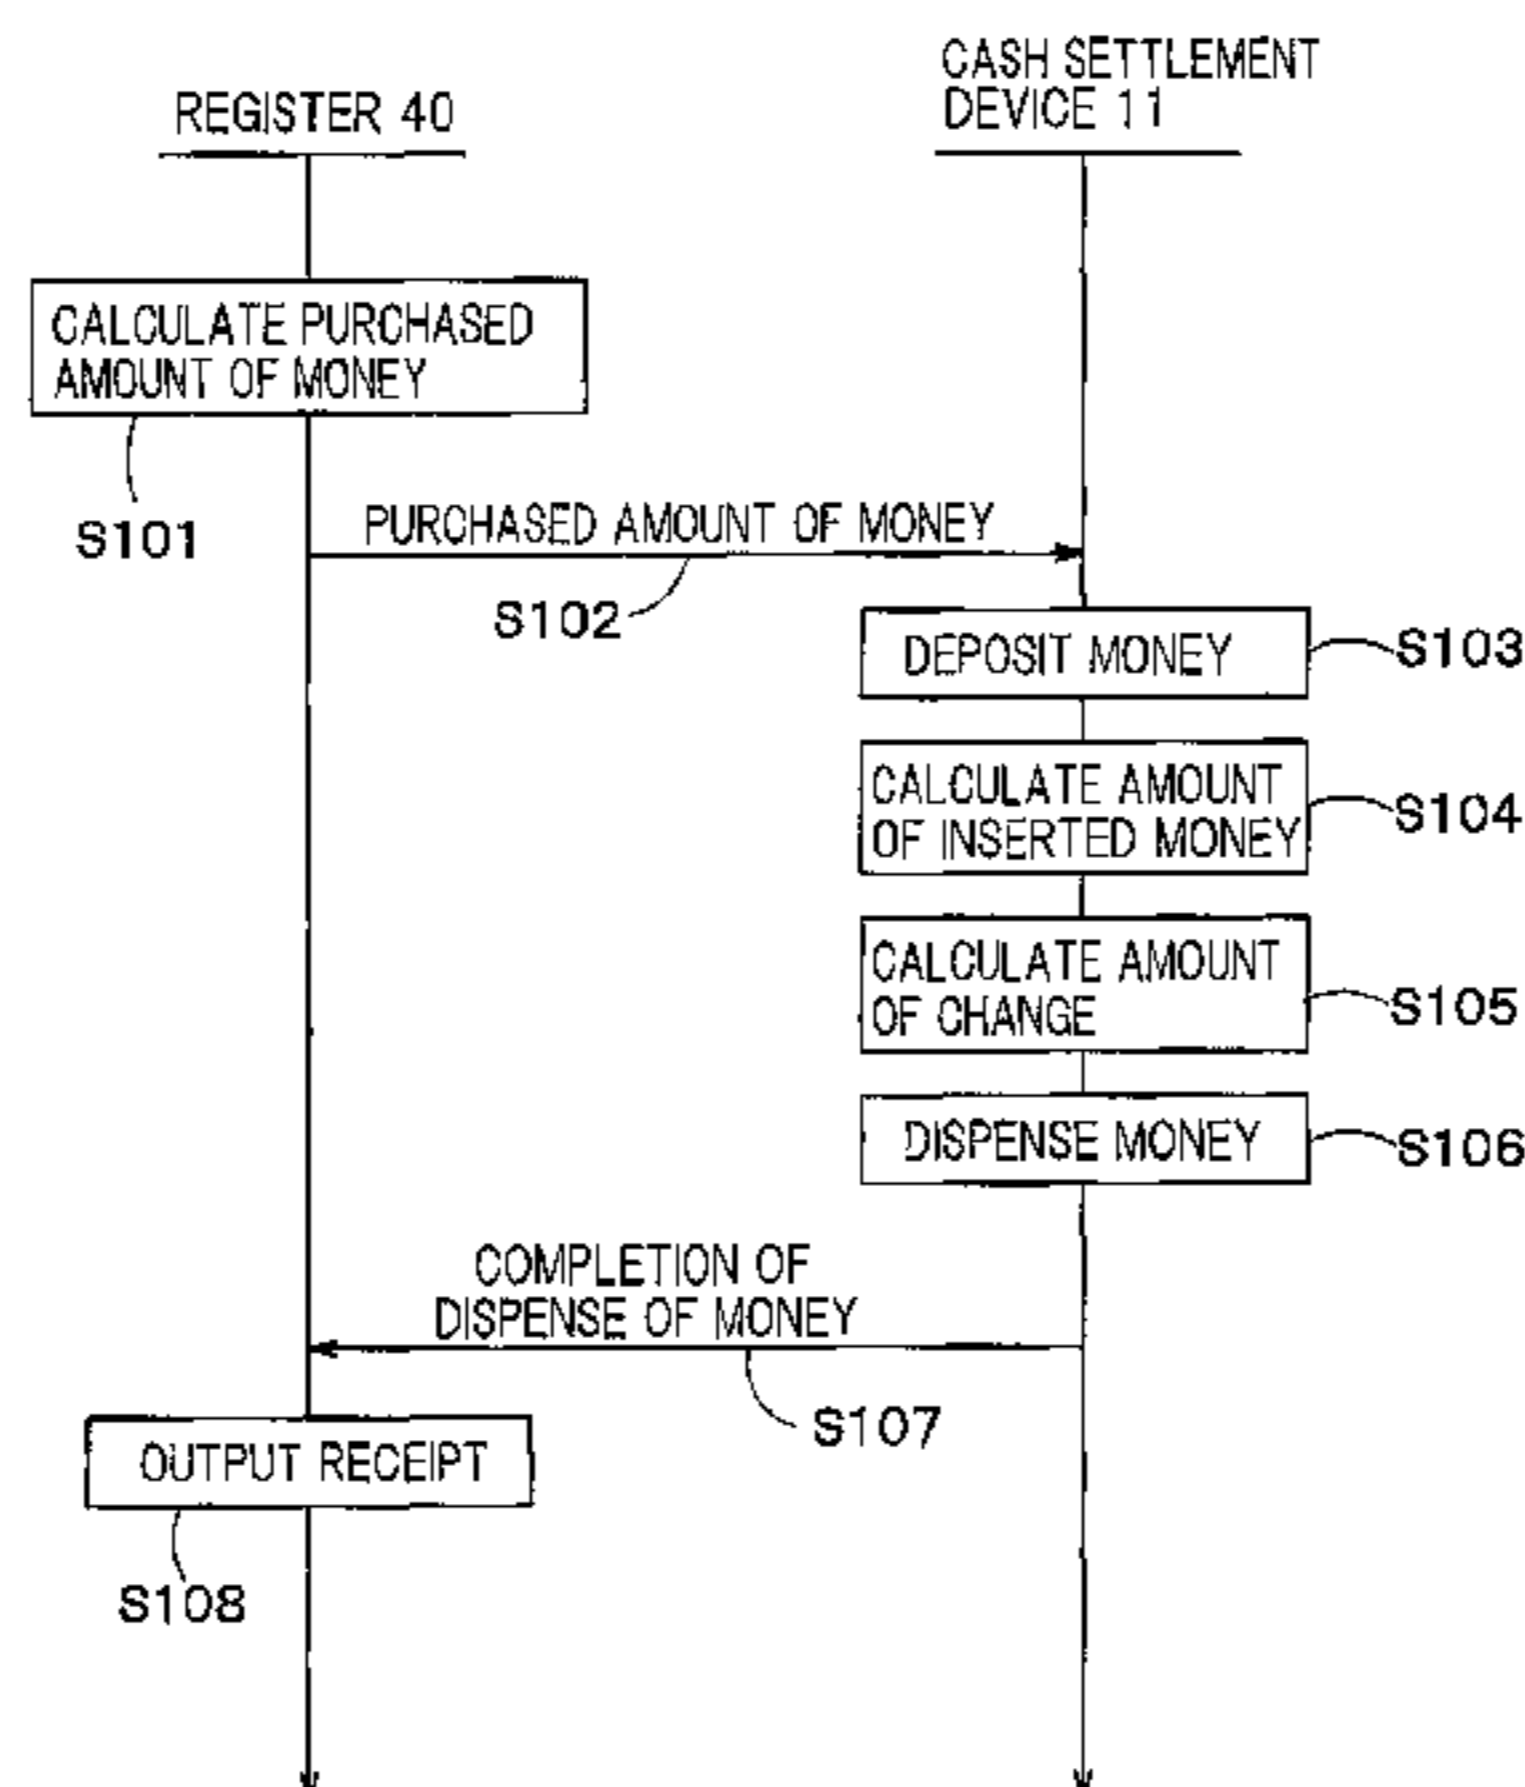 REGISTER 40
CASH SETTLEMENT
DEVICE 11
CALCULATE PURCHASED
AMOUNT OF MONEY
S101
PURCHASED AMOUNT OF MONEY
S102
DEPOSIT MONEY
S103
CALCULATE AMOUNT
OF INSERTED MONEY
S104
CALCULATE AMOUNT
OF CHANGE
S105
DISPENSE MONEY
S106
COMPLETION OF
DISPENSE OF MONEY
S107
OUTPUT RECEIPT
S108